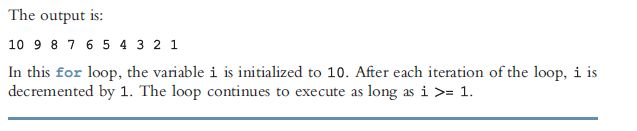 The output is:
10 9 8 7 6 5 4 3 2 1
In this for loop, the variable i is initialized to 10. After each iteration of the loop, i is
decremented by 1. The loop continues to execute as long as i >= 1.